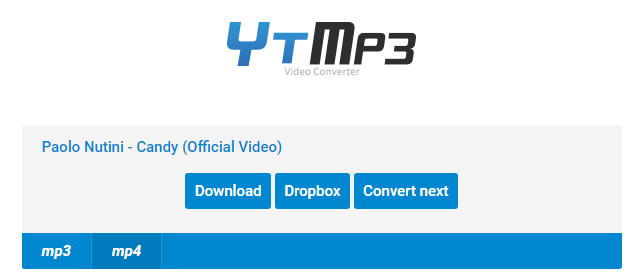 YTMP3
Video Converter
Paolo Nutini - Candy (Official Video)
Download Dropbox Convert next
mp3 mp4